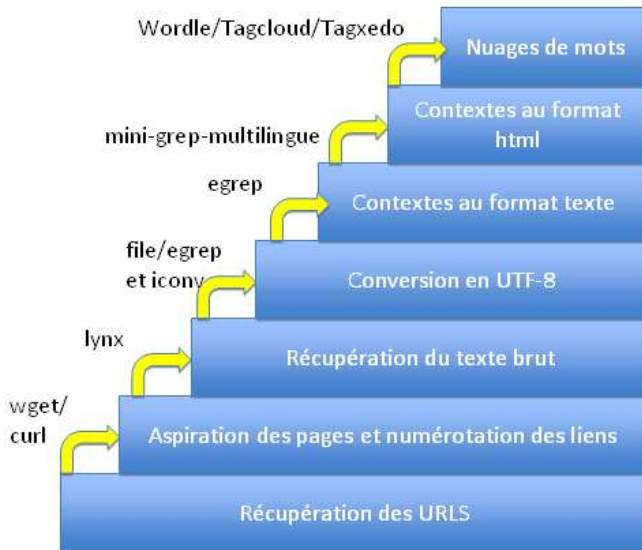 Wordle/Tagcloud/Tagxedo
Nuages de mots
Contextes au format
html
mini-grep-multilingue
egrep
Contextes au format texte
file/egrep
et iconv
Conversion en UTF-8
lynx
Récupération du texte brut
wget/
curl
Aspiration des pages et numérotation des liens
Récupération des URLS